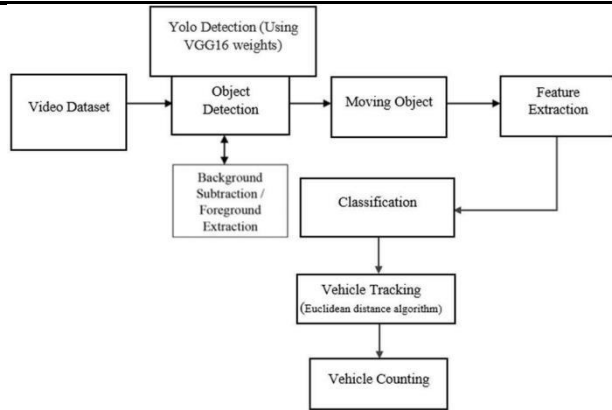 Yolo Detection (Using
VGG16 weights)
Video Dataset
Object
Detection
Moving Object
Feature
Extraction
Background
Subtraction /
Foreground
Extraction
Classification
Vehicle Tracking
(Euclidean distance algorithm)
Vehicle Counting